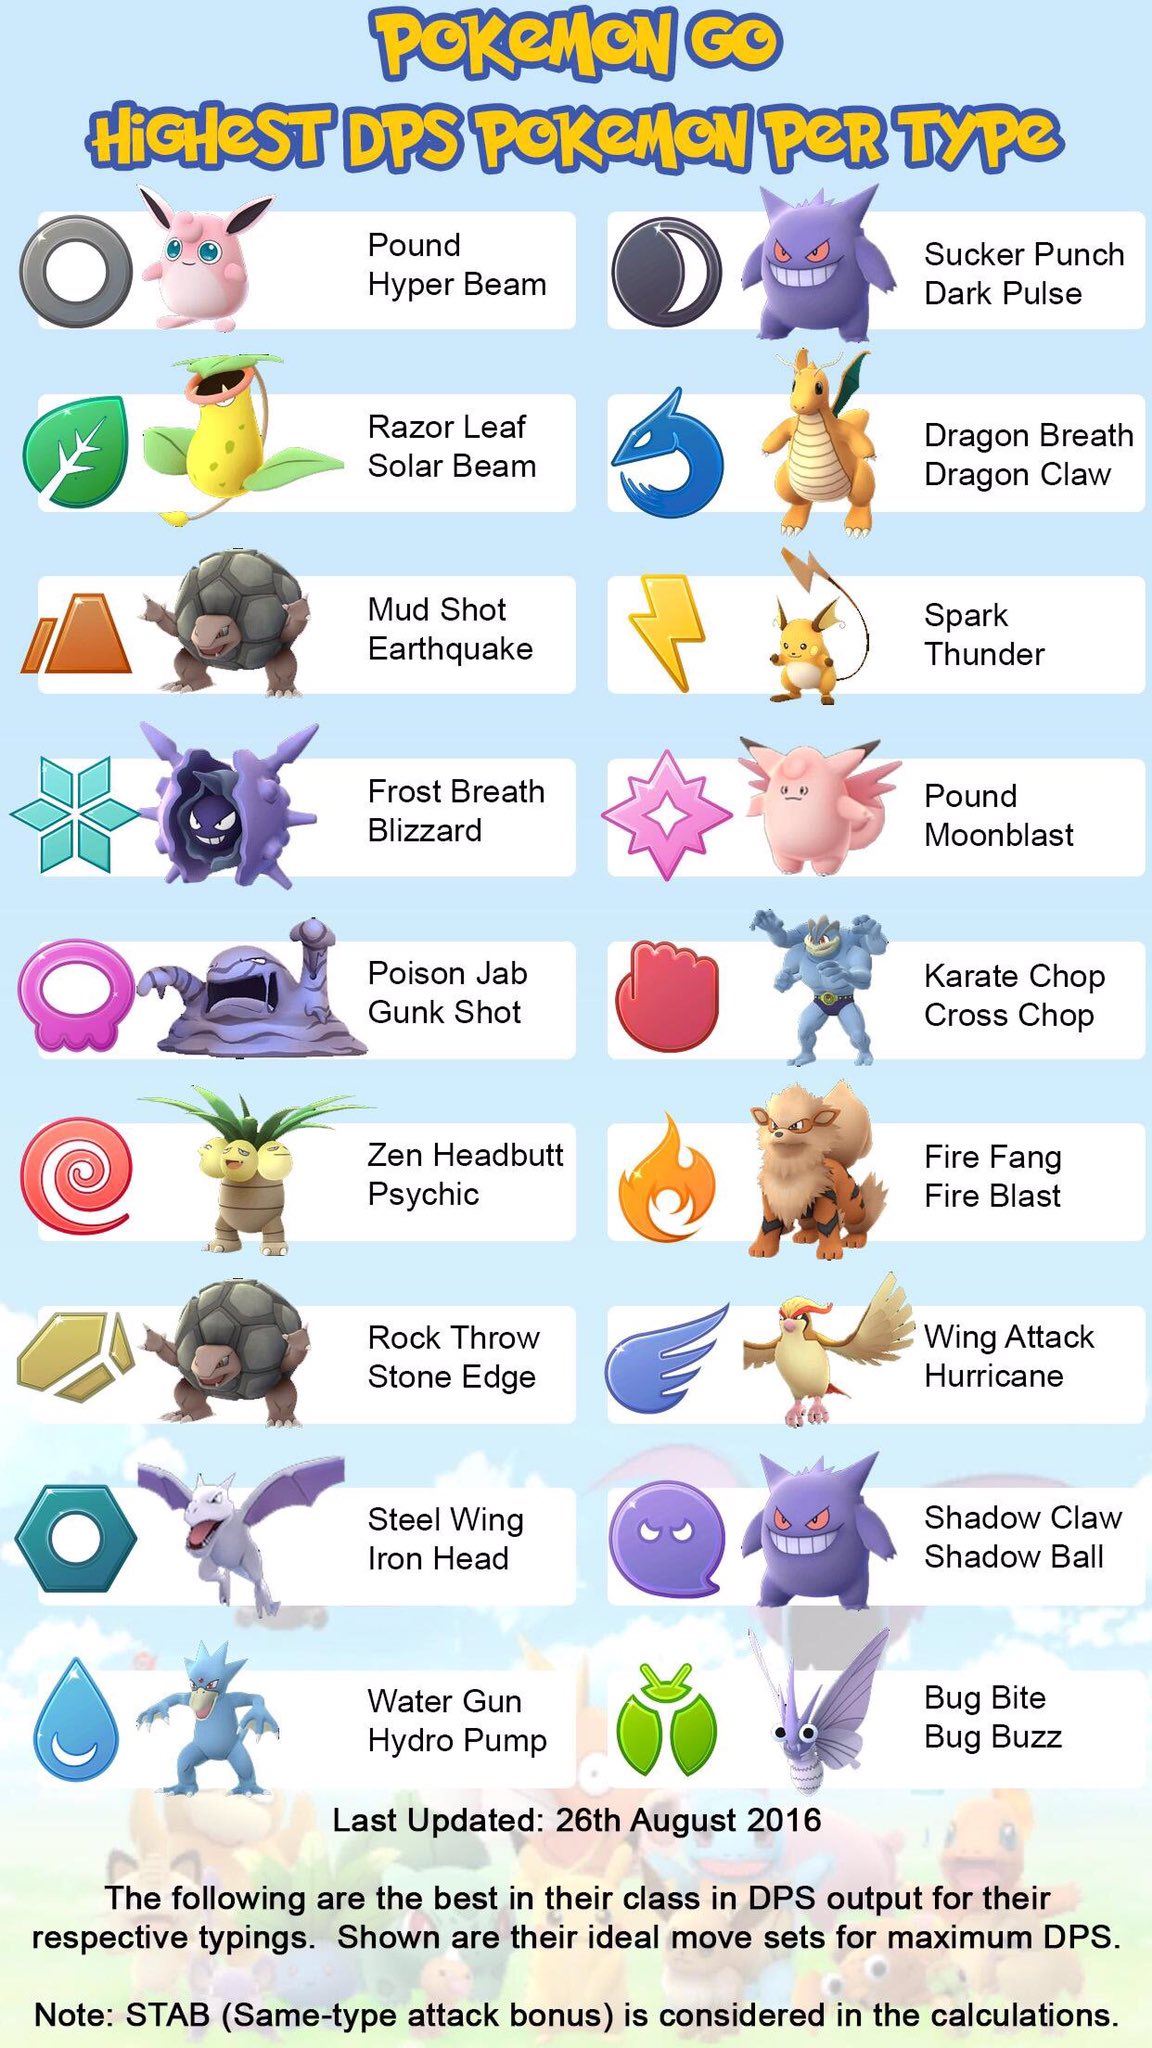 POKEMON GO
HIGHEST DPS POKEMON PER TYPE
Pound
Hyper Beam
Sucker Punch
Dark Pulse
Razor Leaf
Solar Beam
Dragon Breath
Dragon Claw
Mud Shot
Earthquake
Spark
Thunder
Frost Breath
Blizzard
Pound
Moonblast
Poison Jab
Gunk Shot
Karate Chop
Cross Chop
Zen Headbutt
Psychic
Fire Fang
Fire Blast
Rock Throw
Stone Edge
Wing Attack
Hurricane
Steel Wing
Iron Head
Shadow Claw
Shadow Ball
Water Gun
Hydro Pump
Bug Bite
Bug Buzz
Last Updated: 26th August 2016
The following are the best in their class in DPS output for their
respective typings.  Shown are their ideal move sets for maximum DPS.
Note: STAB (Same-type attack bonus) is considered in the calculations.